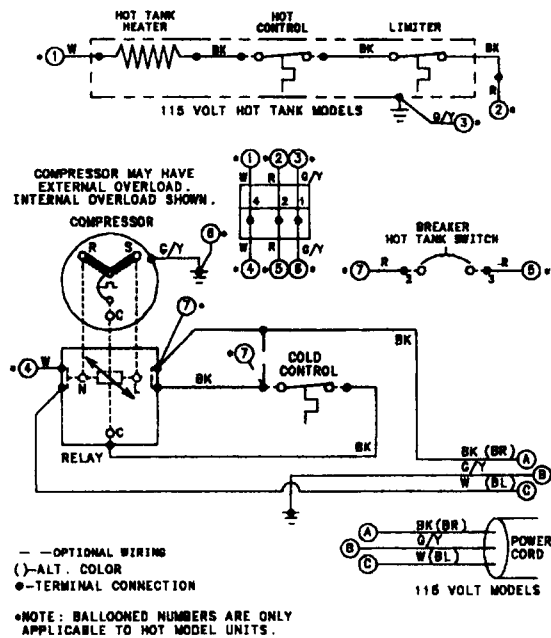 HOT TANK
HEATER
HOT
CONTROL
LIMITER
*① W
BK
BK
BK
R
②*
115 VOLT HOT TANK MODELS
G/Y ③*
COMPRESSOR MAY HAVE
EXTERNAL OVERLOAD.
INTERNAL OVERLOAD SHOWN.
*① *② *③
W R G/Y
4 2 1
W R G/Y
④ ⑤ ⑥
* * *
COMPRESSOR
R S
G/Y
⑥*
C
BREAKER
HOT TANK SWITCH
*⑦ R 2
3 R
*④ W
⑦*
N L
C
RELAY
BK
*⑦
COLD
CONTROL
BK
BK
BK (BR) A
G/Y B
W (BL) C
A BK(BR)
B G/Y
C W(BL)
POWER
CORD
115 VOLT MODELS
— —OPTIONAL WIRING
()—ALT. COLOR
●-TERMINAL CONNECTION
*NOTE: BALLOONED NUMBERS ARE ONLY
APPLICABLE TO HOT MODEL UNITS.